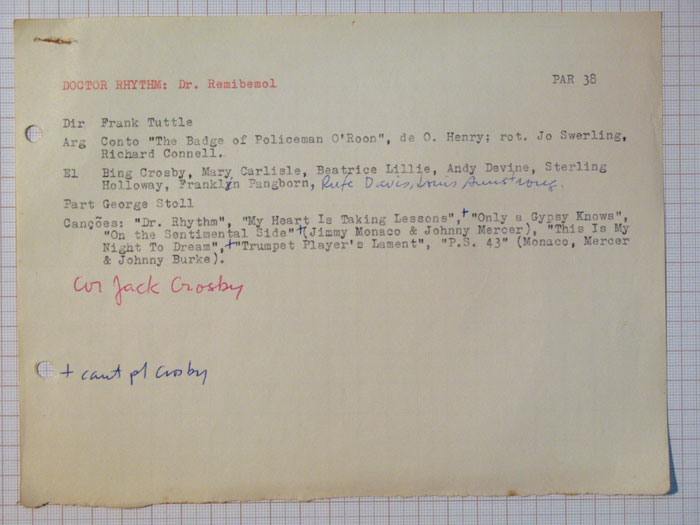 DOCTOR RHYTHM: Dr. Remibemol PAR 38
Dir Frank Tuttle
Arg Conto "The Badge of Policeman O'Roon", de O. Henry; rot. Jo Swerling,
Richard Connell.
El Bing Crosby, Mary Carlisle, Beatrice Lillie, Andy Devine, Sterling
Holloway, Franklyn Pangborn, Rufe Davis, Louis Armstrong.
Part George Stoll
Canções: "Dr. Rhythm", "My Heart Is Taking Lessons",+ "Only a Gypsy Knows",
"On the Sentimental Side"+ (Jimmy Monaco & Johnny Mercer), "This Is My
Night To Dream",+ "Trumpet Player's Lament", "P.S. 43" (Monaco, Mercer
& Johnny Burke).
Cor Jack Crosby
+ cant p/ Crosby